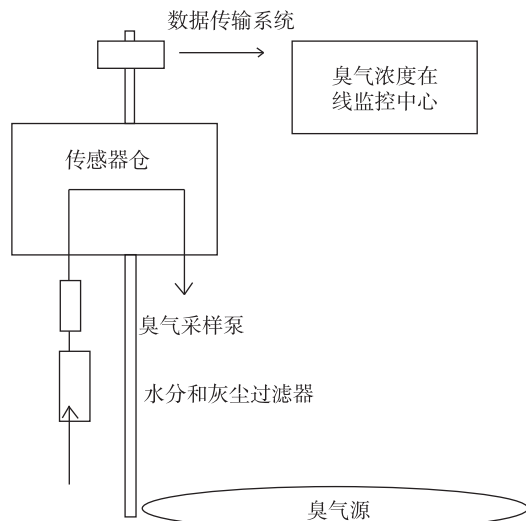 数据传输系统
臭气浓度在
线监控中心
传感器仓
臭气采样泵
水分和灰尘过滤器
臭气源